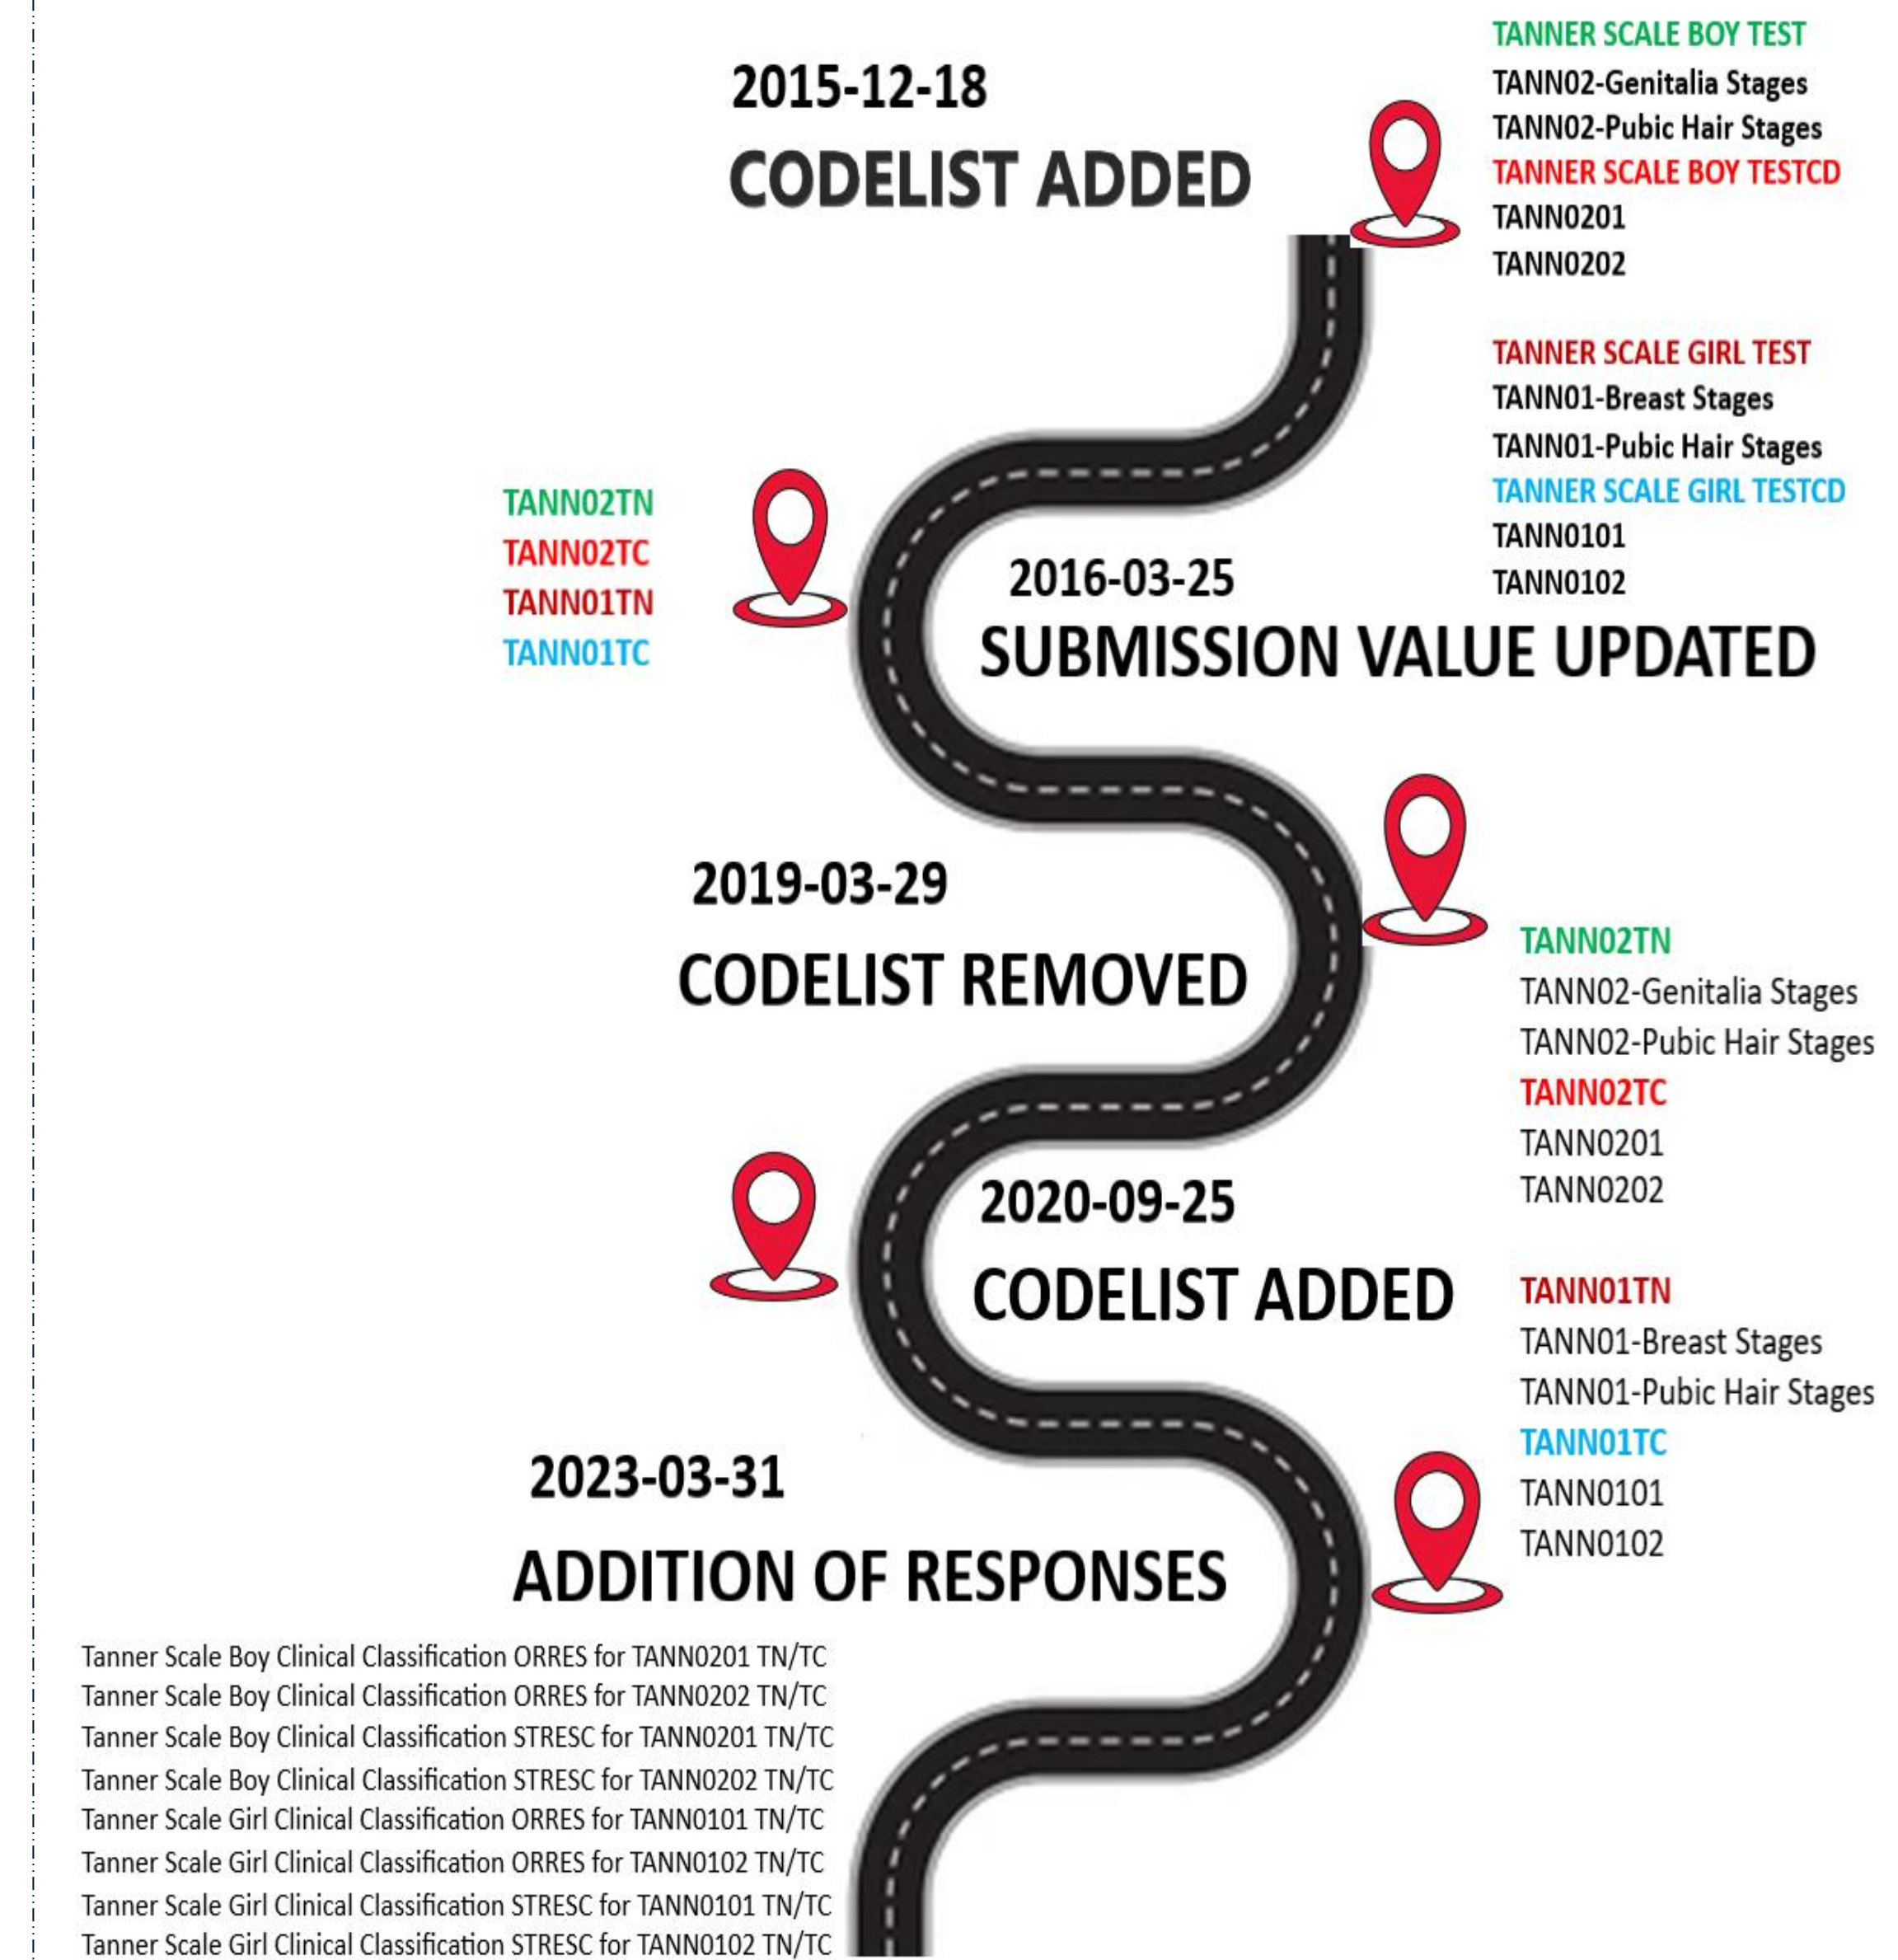 2015-12-18
CODELIST ADDED
TANNER SCALE BOY TEST
TANN02-Genitalia Stages
TANN02-Pubic Hair Stages
TANNER SCALE BOY TESTCD
TANN0201
TANN0202
TANNER SCALE GIRL TEST
TANN01-Breast Stages
TANN01-Pubic Hair Stages
TANNER SCALE GIRL TESTCD
TANN0101
TANN0102
TANN02TN
TANN02TC
TANN01TN
TANN01TC
2016-03-25
SUBMISSION VALUE UPDATED
2019-03-29
CODELIST REMOVED
TANN02TN
TANN02-Genitalia Stages
TANN02-Pubic Hair Stages
TANN02TC
TANN0201
TANN0202
TANN01TN
TANN01-Breast Stages
TANN01-Pubic Hair Stages
TANN01TC
TANN0101
TANN0102
2020-09-25
CODELIST ADDED
2023-03-31
ADDITION OF RESPONSES
Tanner Scale Boy Clinical Classification ORRES for TANN0201 TN/TC
Tanner Scale Boy Clinical Classification ORRES for TANN0202 TN/TC
Tanner Scale Boy Clinical Classification STRESC for TANN0201 TN/TC
Tanner Scale Boy Clinical Classification STRESC for TANN0202 TN/TC
Tanner Scale Girl Clinical Classification ORRES for TANN0101 TN/TC
Tanner Scale Girl Clinical Classification ORRES for TANN0102 TN/TC
Tanner Scale Girl Clinical Classification STRESC for TANN0101 TN/TC
Tanner Scale Girl Clinical Classification STRESC for TANN0102 TN/TC